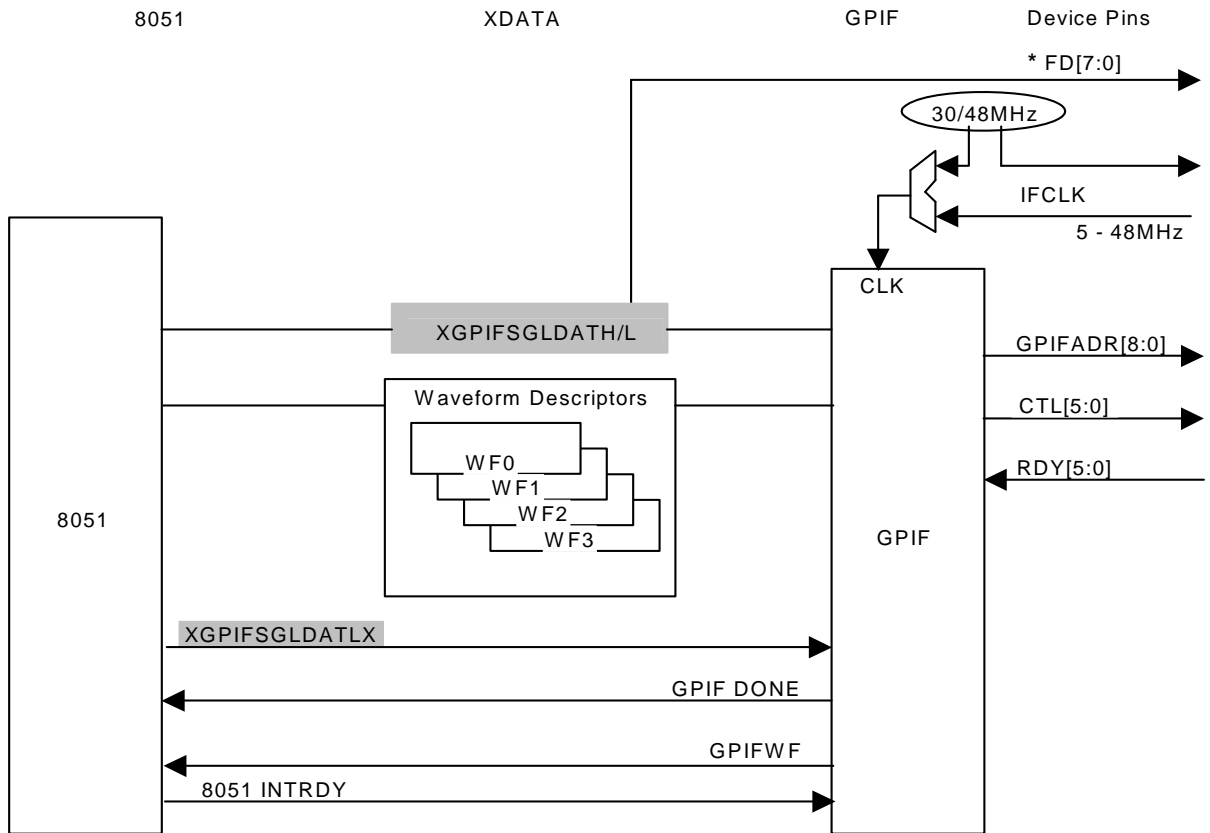 8051 XDATA GPIF Device Pins
* FD[7:0]
30/48MHz
IFCLK
5 - 48MHz
CLK
XGPIFSGLDATH/L
GPIFADR[8:0]
Waveform Descriptors
CTL[5:0]
WF0
RDY[5:0]
WF1
WF2
8051
WF3
GPIF
XGPIFSGLDATLX
GPIF DONE
GPIFWF
8051 INTRDY